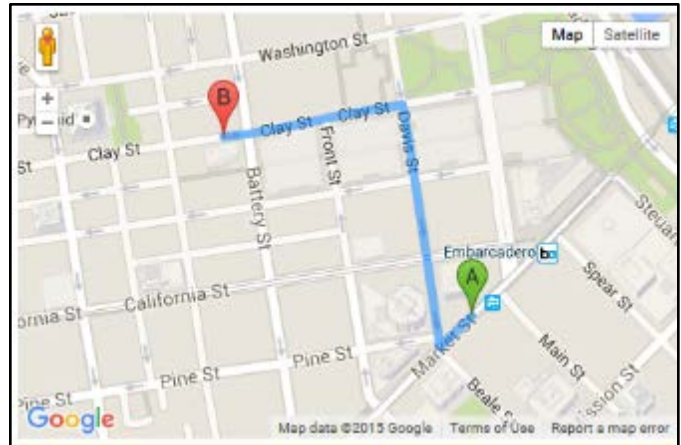 Washington St
Map
Satellite
+
B
A
−
Clay St
Clay St
Clay St
St
Davis St
Front St
Battery St
Embarcadero
Spear St
California St
Market St
Main St
Pine St
Pine St
Pine St
Google
Map data ©2015 Google
Terms of Use
Report a map error